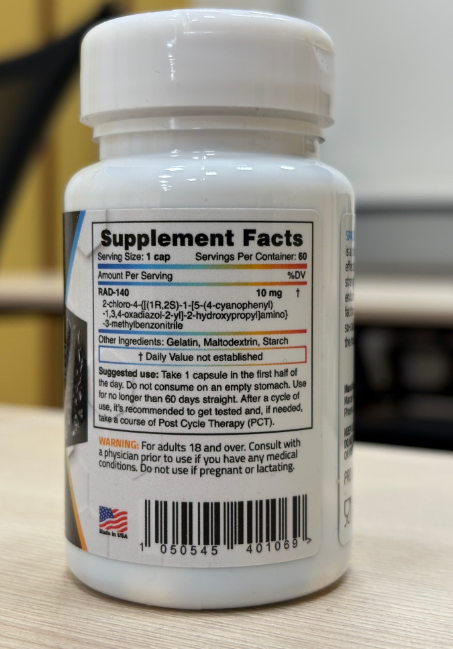 Supplement Facts
Serving Size: 1 cap Servings Per Container: 60
Amount Per Serving %DV
RAD-140 10 mg †
2-chloro-4-{[(1R,2S)-1-[5-(4-cyanophenyl)
-1,3,4-oxadiazol-2-yl]-2-hydroxypropyl]amino}
-3-methylbenzonitrile
Other Ingredients: Gelatin, Maltodextrin, Starch
† Daily Value not established
Suggested use: Take 1 capsule in the first half of
the day. Do not consume on an empty stomach. Use
for no longer than 60 days straight. After a cycle of
use, it's recommended to get tested and, if needed,
take a course of Post Cycle Therapy (PCT).
WARNING: For adults 18 and over. Consult with
a physician prior to use if you have any medical
conditions. Do not use if pregnant or lactating.
Made in USA
1 050545 401069 >